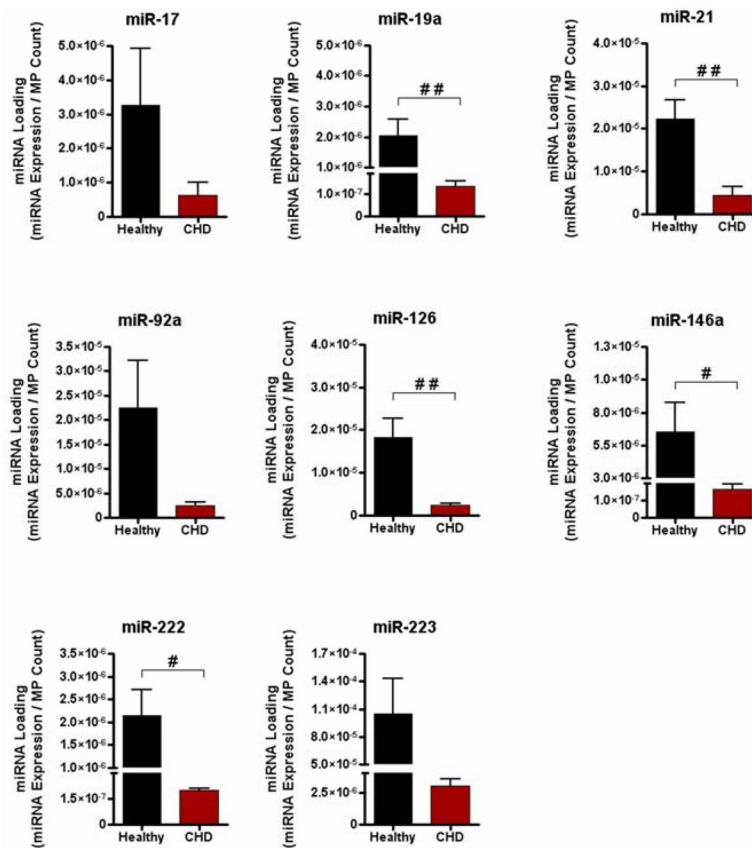 miR-17
miRNA Loading
(miRNA Expression / MP Count)
5.0×10⁻⁶
4.0×10⁻⁶
3.0×10⁻⁶
2.0×10⁻⁶
1.0×10⁻⁶
0
Healthy CHD
miR-19a
miRNA Loading
(miRNA Expression / MP Count)
5.0×10⁻⁶
4.0×10⁻⁶
3.0×10⁻⁶
2.0×10⁻⁶
1.0×10⁻⁶
1.0×10⁻⁷
0
##
Healthy CHD
miR-21
miRNA Loading
(miRNA Expression / MP Count)
4.0×10⁻⁵
3.0×10⁻⁵
2.0×10⁻⁵
1.0×10⁻⁵
0
##
Healthy CHD
miR-92a
miRNA Loading
(miRNA Expression / MP Count)
3.5×10⁻⁵
3.0×10⁻⁵
2.5×10⁻⁵
2.0×10⁻⁵
1.5×10⁻⁵
1.0×10⁻⁵
5.0×10⁻⁶
0
Healthy CHD
miR-126
miRNA Loading
(miRNA Expression / MP Count)
4.0×10⁻⁵
3.0×10⁻⁵
2.0×10⁻⁵
1.0×10⁻⁵
0
##
Healthy CHD
miR-146a
miRNA Loading
(miRNA Expression / MP Count)
1.3×10⁻⁵
1.0×10⁻⁵
8.0×10⁻⁶
5.5×10⁻⁶
3.0×10⁻⁶
1.0×10⁻⁷
0
#
Healthy CHD
miR-222
miRNA Loading
(miRNA Expression / MP Count)
3.5×10⁻⁶
3.0×10⁻⁶
2.5×10⁻⁶
2.0×10⁻⁶
1.5×10⁻⁶
1.0×10⁻⁶
1.5×10⁻⁷
0
#
Healthy CHD
miR-223
miRNA Loading
(miRNA Expression / MP Count)
1.7×10⁻⁴
1.4×10⁻⁴
1.1×10⁻⁴
8.0×10⁻⁵
5.0×10⁻⁵
2.5×10⁻⁶
0
Healthy CHD